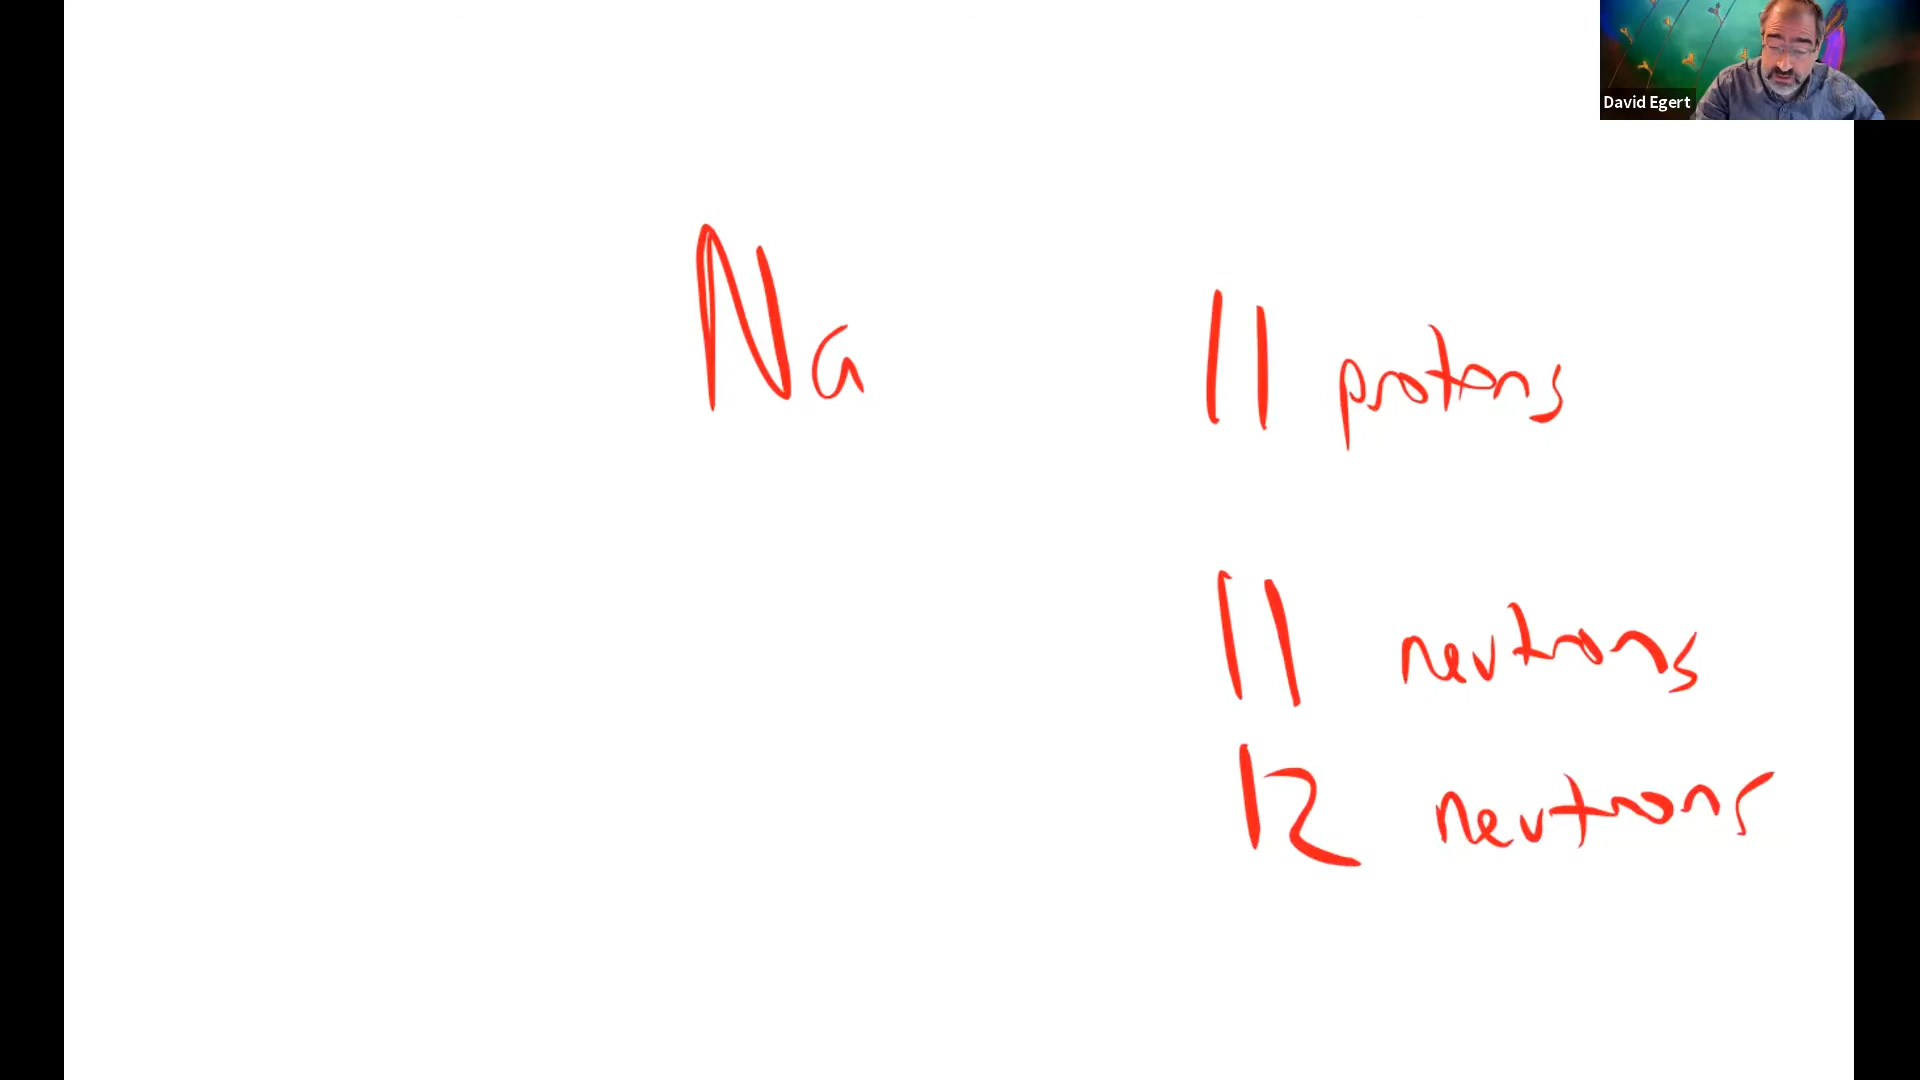 David Egert
Na 11 protons
11 neutrons
12 neutrons